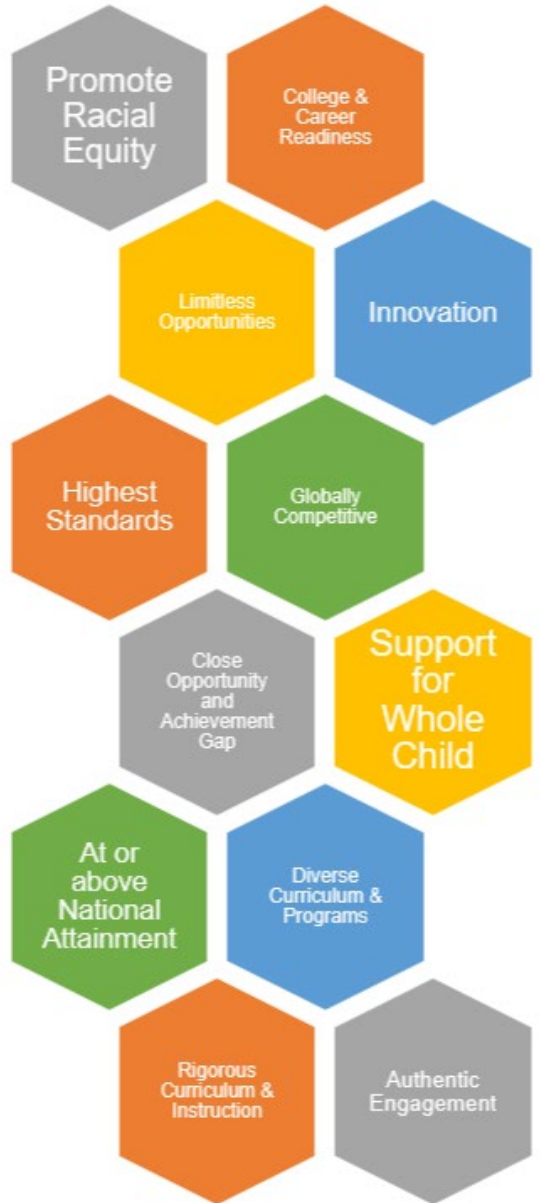 Promote
Racial
Equity
College &
Career
Readiness
Limitless
Opportunities
Innovation
Highest
Standards
Globally
Competitive
Close
Opportunity
and
Achievement
Gap
Support
for
Whole
Child
At or
above
National
Attainment
Diverse
Curriculum &
Programs
Rigorous
Curriculum &
Instruction
Authentic
Engagement